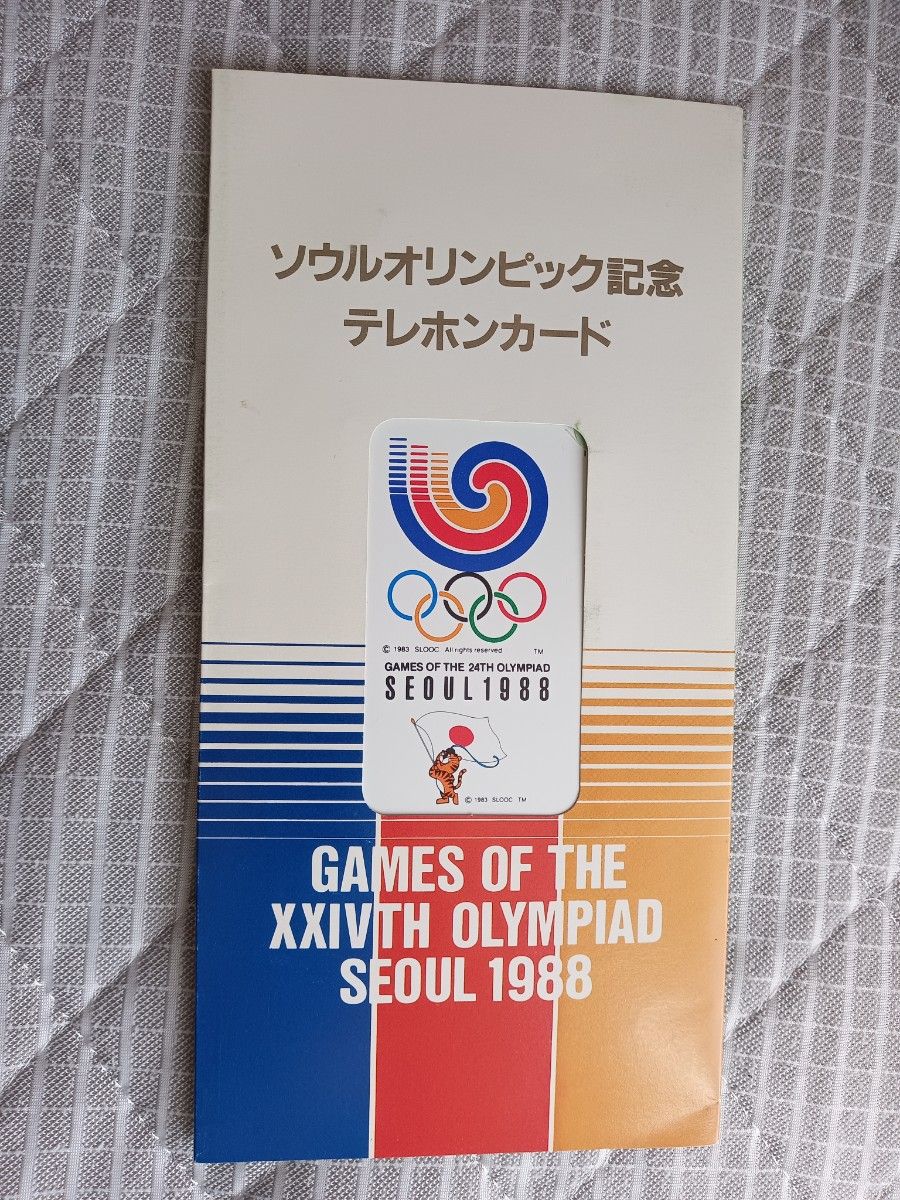 ソウルオリンピック記念
テレホンカード
© 1983 SLOOC All rights reserved TM
GAMES OF THE 24TH OLYMPIAD
SEOUL 1988
© 1983 SLOOC TM
GAMES OF THE
XXIVTH OLYMPIAD
SEOUL 1988